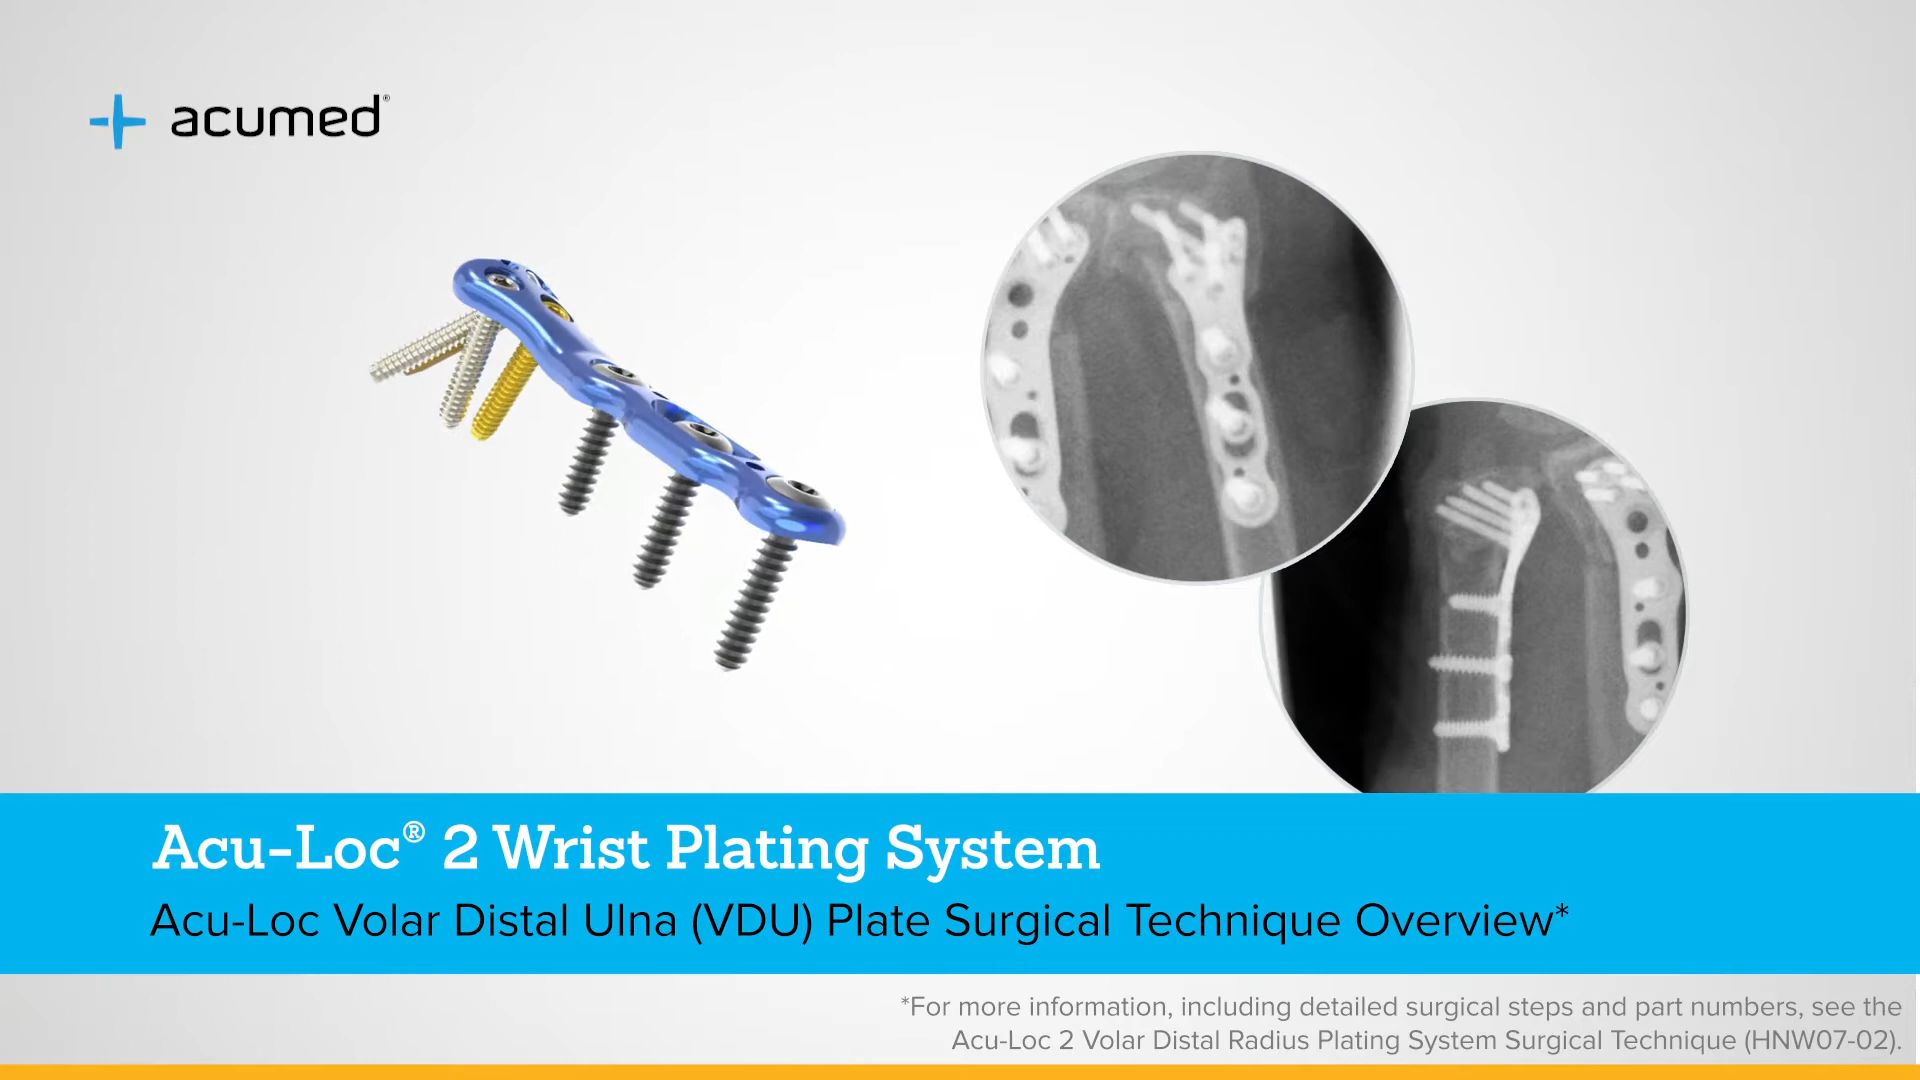 acumed®
Acu-Loc® 2 Wrist Plating System
Acu-Loc Volar Distal Ulna (VDU) Plate Surgical Technique Overview*
*For more information, including detailed surgical steps and part numbers, see the
Acu-Loc 2 Volar Distal Radius Plating System Surgical Technique (HNW07-02).